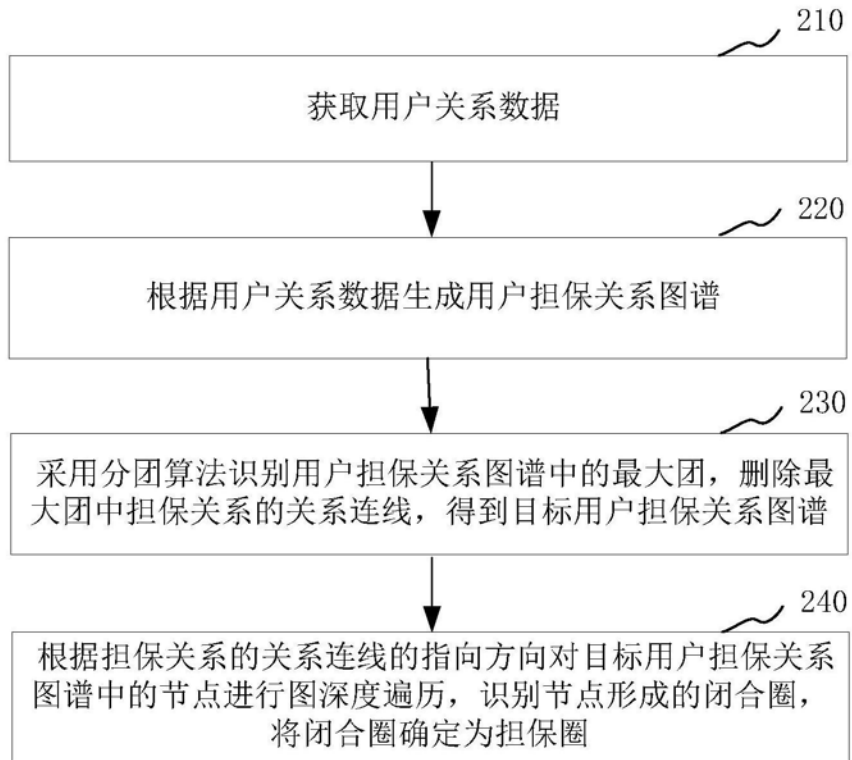 210
获取用户关系数据
220
根据用户关系数据生成用户担保关系图谱
230
采用分团算法识别用户担保关系图谱中的最大团，删除最
大团中担保关系的关系连线，得到目标用户担保关系图谱
240
根据担保关系的关系连线的指向方向对目标用户担保关系
图谱中的节点进行图深度遍历，识别节点形成的闭合圈，
将闭合圈确定为担保圈